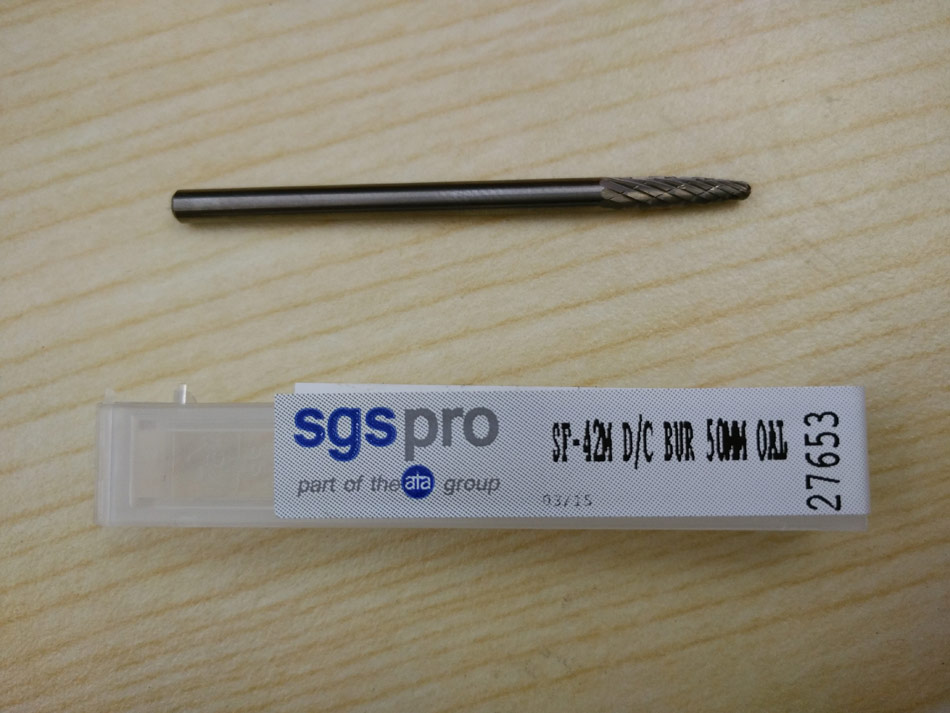 sgspro
part of the ata group
SF-42M D/C BUR 50MM OAL
03/15
27653